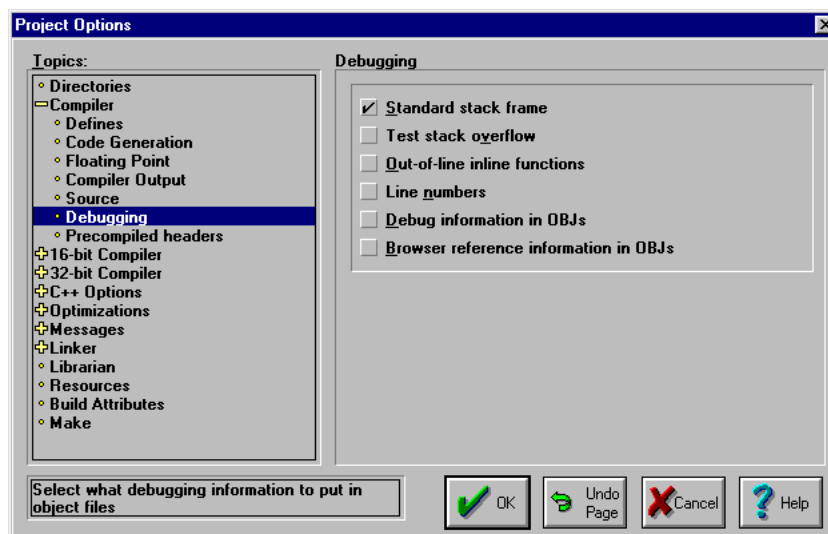 Project Options
Topics:
Directories
Compiler
Defines
Code Generation
Floating Point
Compiler Output
Source
Debugging
Precompiled headers
16-bit Compiler
32-bit Compiler
C++ Options
Optimizations
Messages
Linker
Librarian
Resources
Build Attributes
Make
Debugging
Standard stack frame
Test stack overflow
Out-of-line inline functions
Line numbers
Debug information in OBJs
Browser reference information in OBJs
Select what debugging information to put in
object files
OK
Undo
Page
Cancel
Help